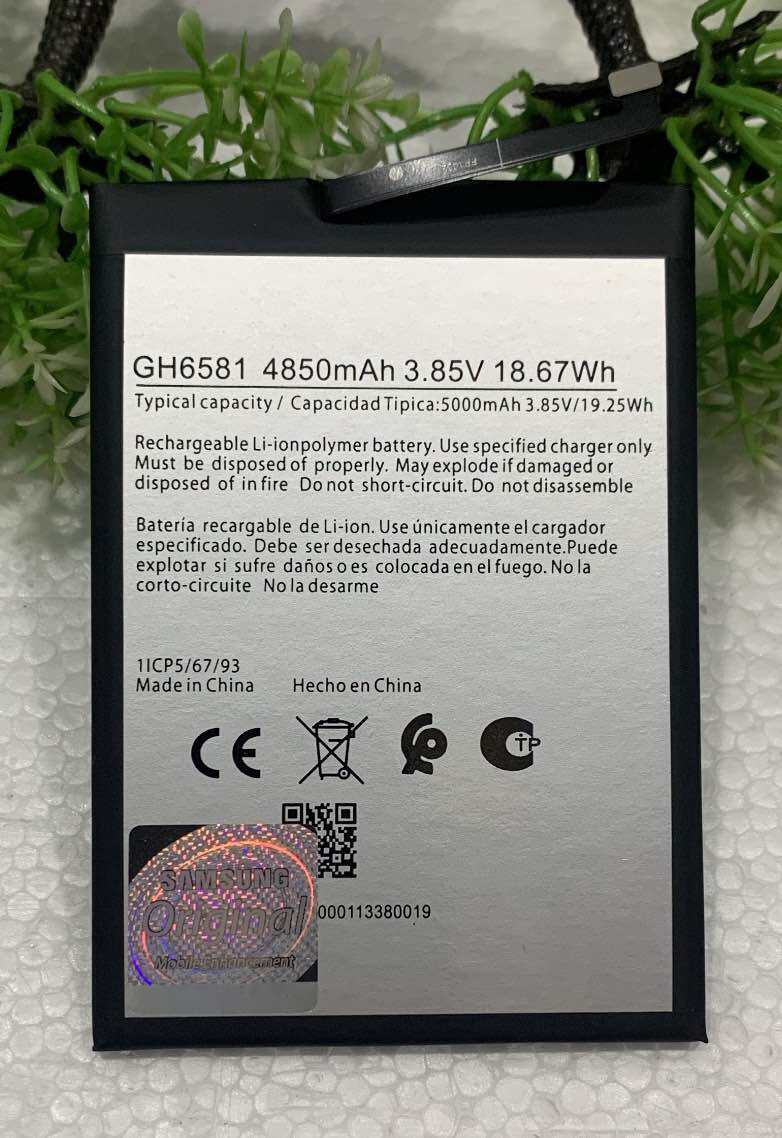 GH6581 4850mAh 3.85V 18.67Wh
Typical capacity / Capacidad Tipica:5000mAh 3.85V/19.25Wh
Rechargeable Li-ionpolymer battery. Use specified charger only
Must be disposed of properly. May explode if damaged or
disposed of in fire Do not short-circuit. Do not disassemble
Batería recargable de Li-ion. Use únicamente el cargador
especificado. Debe ser desechada adecuadamente.Puede
explotar si sufre daños o es colocada en el fuego. No la
corto-circuite No la desarme
1ICP5/67/93
Made in China Hecho en China
CE
TP
SAMSUNG
Original
Mobile Enhancement
000113380019